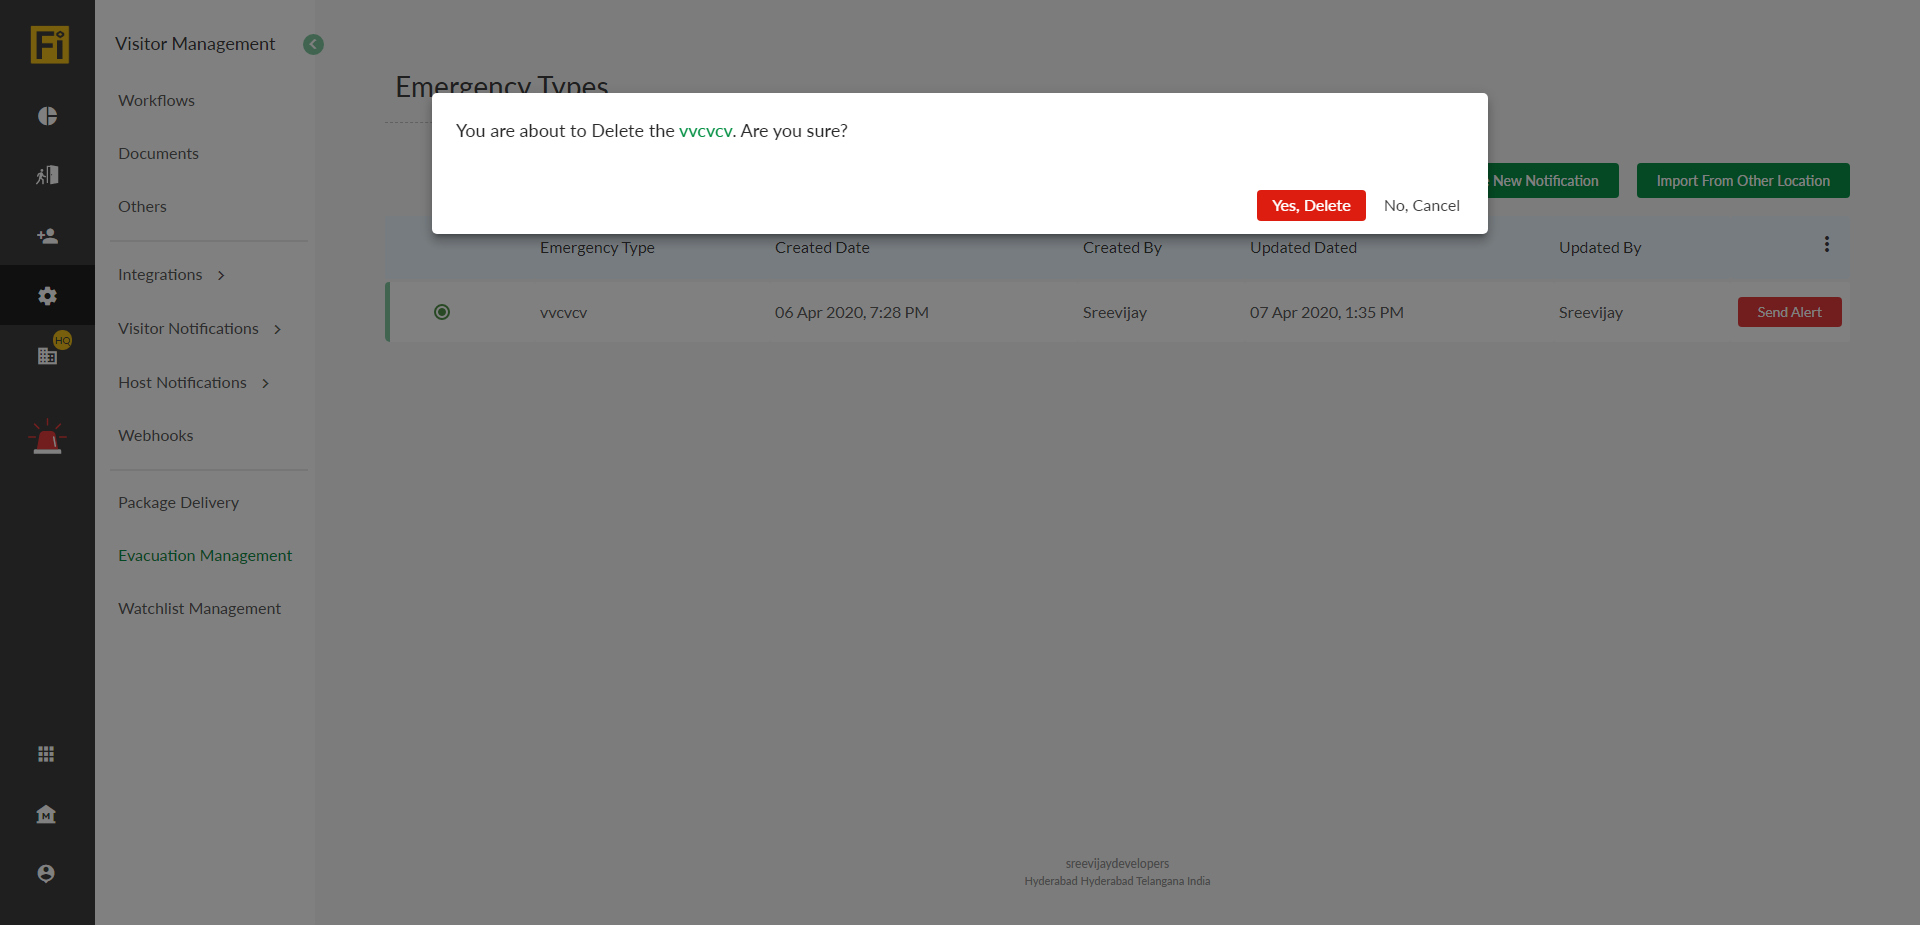 Fi
Visitor Management
Workflows
Documents
Others
Integrations
Visitor Notifications
Host Notifications
Webhooks
Package Delivery
Evacuation Management
Watchlist Management
HQ
M
Emergency Types
You are about to Delete the vvcvcv. Are you sure?
Yes, Delete No, Cancel
New Notification Import From Other Location
Emergency Type Created Date Created By Updated Dated Updated By
vvcvcv 06 Apr 2020, 7:28 PM Sreevijay 07 Apr 2020, 1:35 PM Sreevijay Send Alert
sreevijaydevelopers
Hyderabad Hyderabad Telangana India